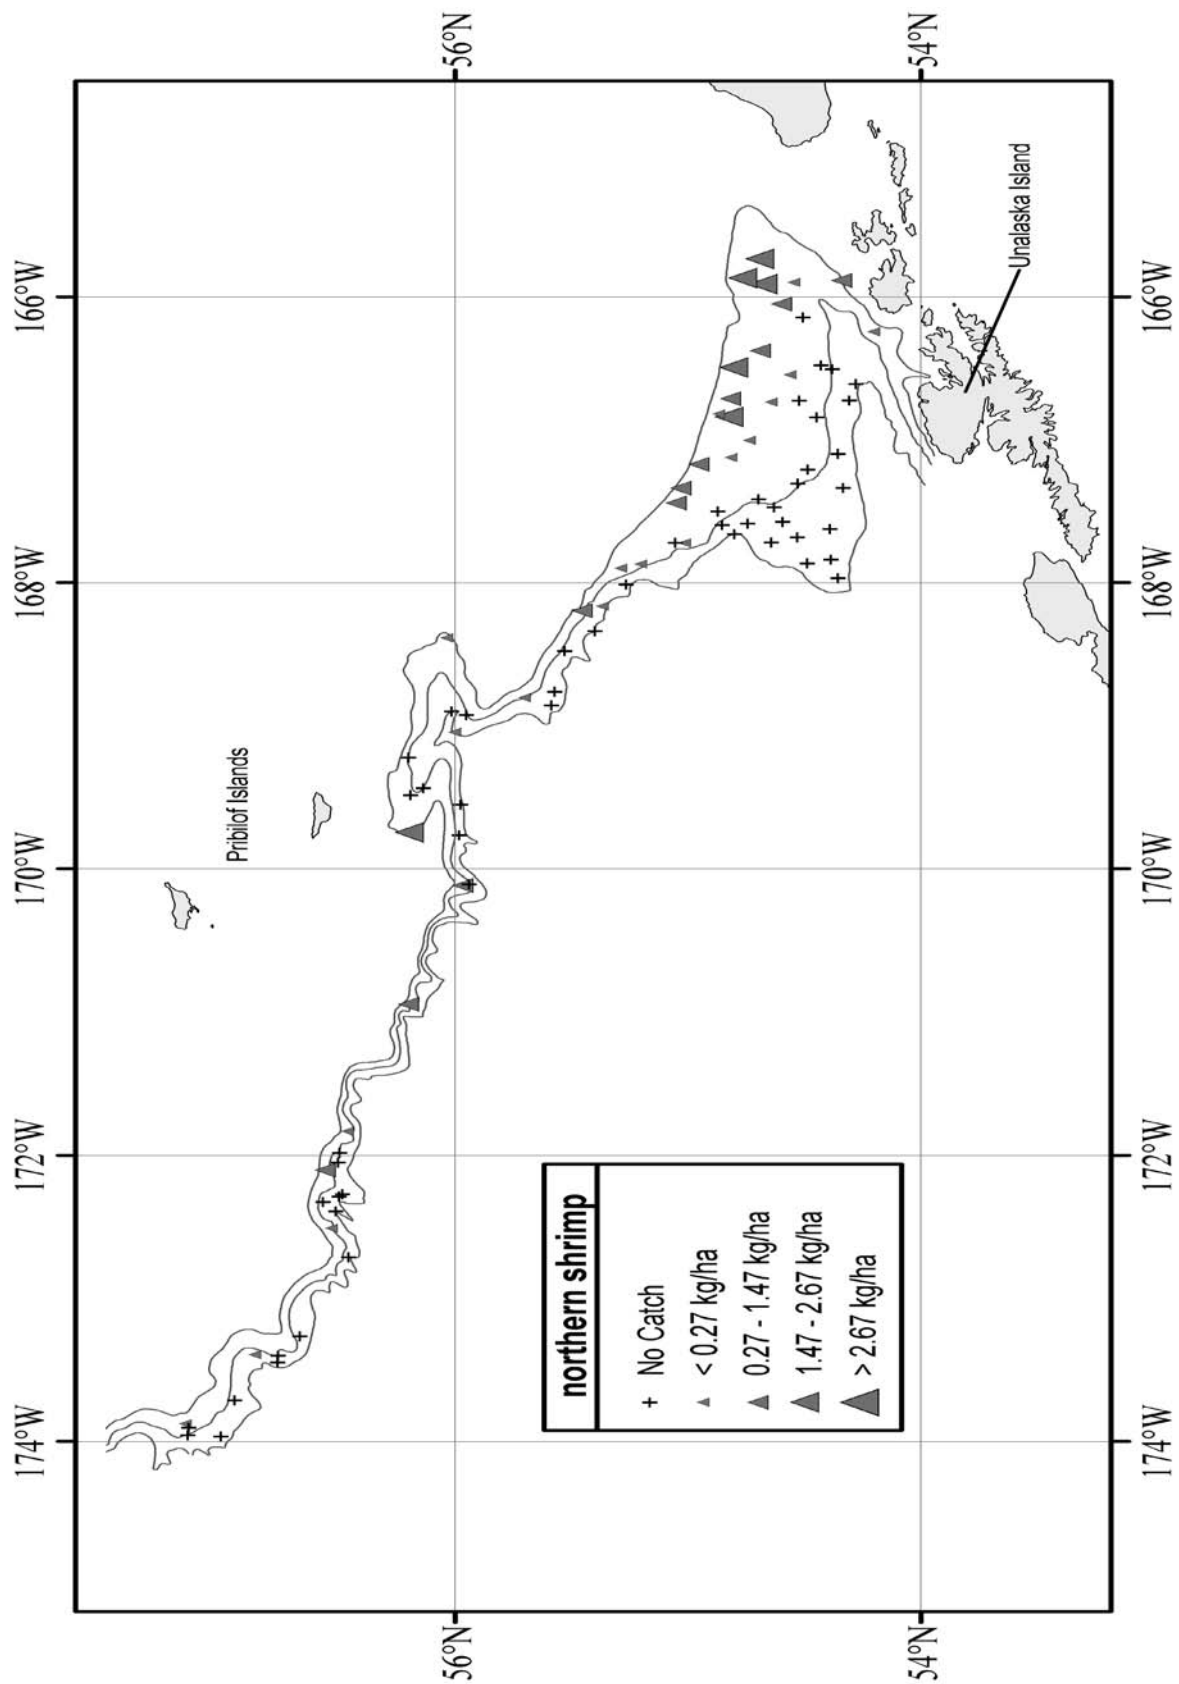 174°W
172°W
170°W
168°W
166°W
56°N
56°N
54°N
54°N
Pribilof Islands
Unalaska Island
northern shrimp
No Catch
< 0.27 kg/ha
0.27 - 1.47 kg/ha
1.47 - 2.67 kg/ha
> 2.67 kg/ha
174°W
172°W
170°W
168°W
166°W